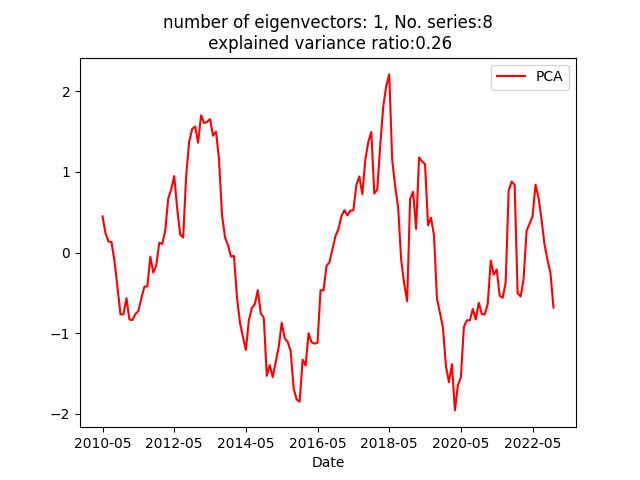 number of eigenvectors: 1, No. series:8
explained variance ratio:0.26
PCA
2
1
0
−1
−2
2010-05 2012-05 2014-05 2016-05 2018-05 2020-05 2022-05
Date